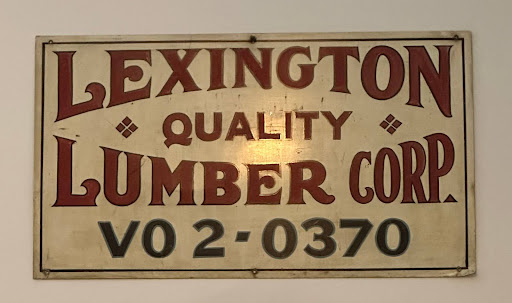 LEXINGTON
QUALITY
LUMBER CORP.
VO 2-0370